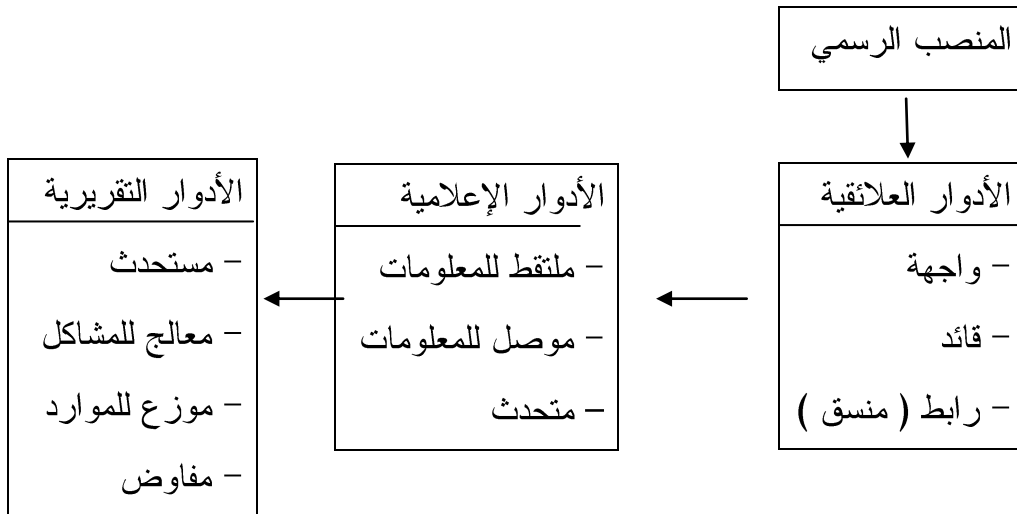 المنصب الرسمي
الأدوار العلائقية
– واجهة
– قائد
– رابط ( منسق )
الأدوار الإعلامية
– ملتقط للمعلومات
– موصل للمعلومات
– متحدث
الأدوار التقريرية
– مستحدث
– معالج للمشاكل
– موزع للموارد
– مفاوض